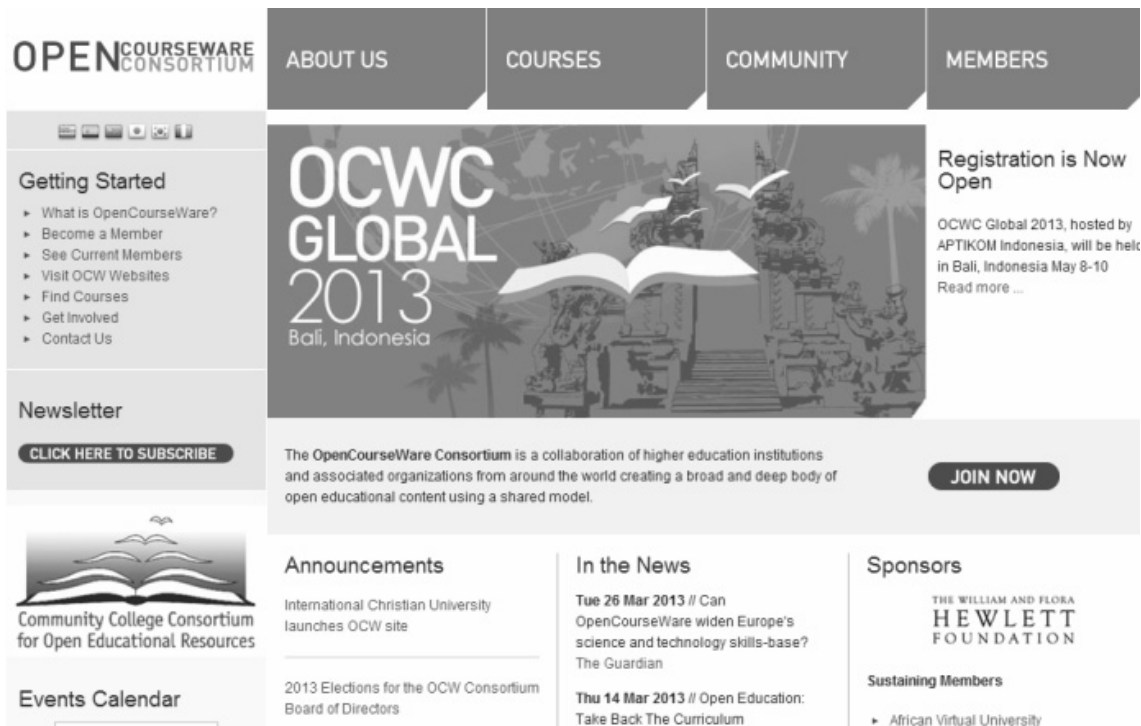 OPENCOURSEWARE
CONSORTIUM
ABOUT US
COURSES
COMMUNITY
MEMBERS
Getting Started
What is OpenCourseWare?
Become a Member
See Current Members
Visit OCW Websites
Find Courses
Get Involved
Contact Us
Newsletter
CLICK HERE TO SUBSCRIBE
Community College Consortium
for Open Educational Resources
Events Calendar
OCWC
GLOBAL
2013
Bali, Indonesia
Registration is Now
Open
OCWC Global 2013, hosted by
APTIKOM Indonesia, will be held
in Bali, Indonesia May 8-10
Read more ...
The OpenCourseWare Consortium is a collaboration of higher education institutions
and associated organizations from around the world creating a broad and deep body of
open educational content using a shared model.
JOIN NOW
Announcements
International Christian University
launches OCW site
2013 Elections for the OCW Consortium
Board of Directors
In the News
Tue 26 Mar 2013 // Can
OpenCourseWare widen Europe's
science and technology skills-base?
The Guardian
Thu 14 Mar 2013 // Open Education:
Take Back The Curriculum
Sponsors
THE WILLIAM AND FLORA
HEWLETT
FOUNDATION
Sustaining Members
African Virtual University